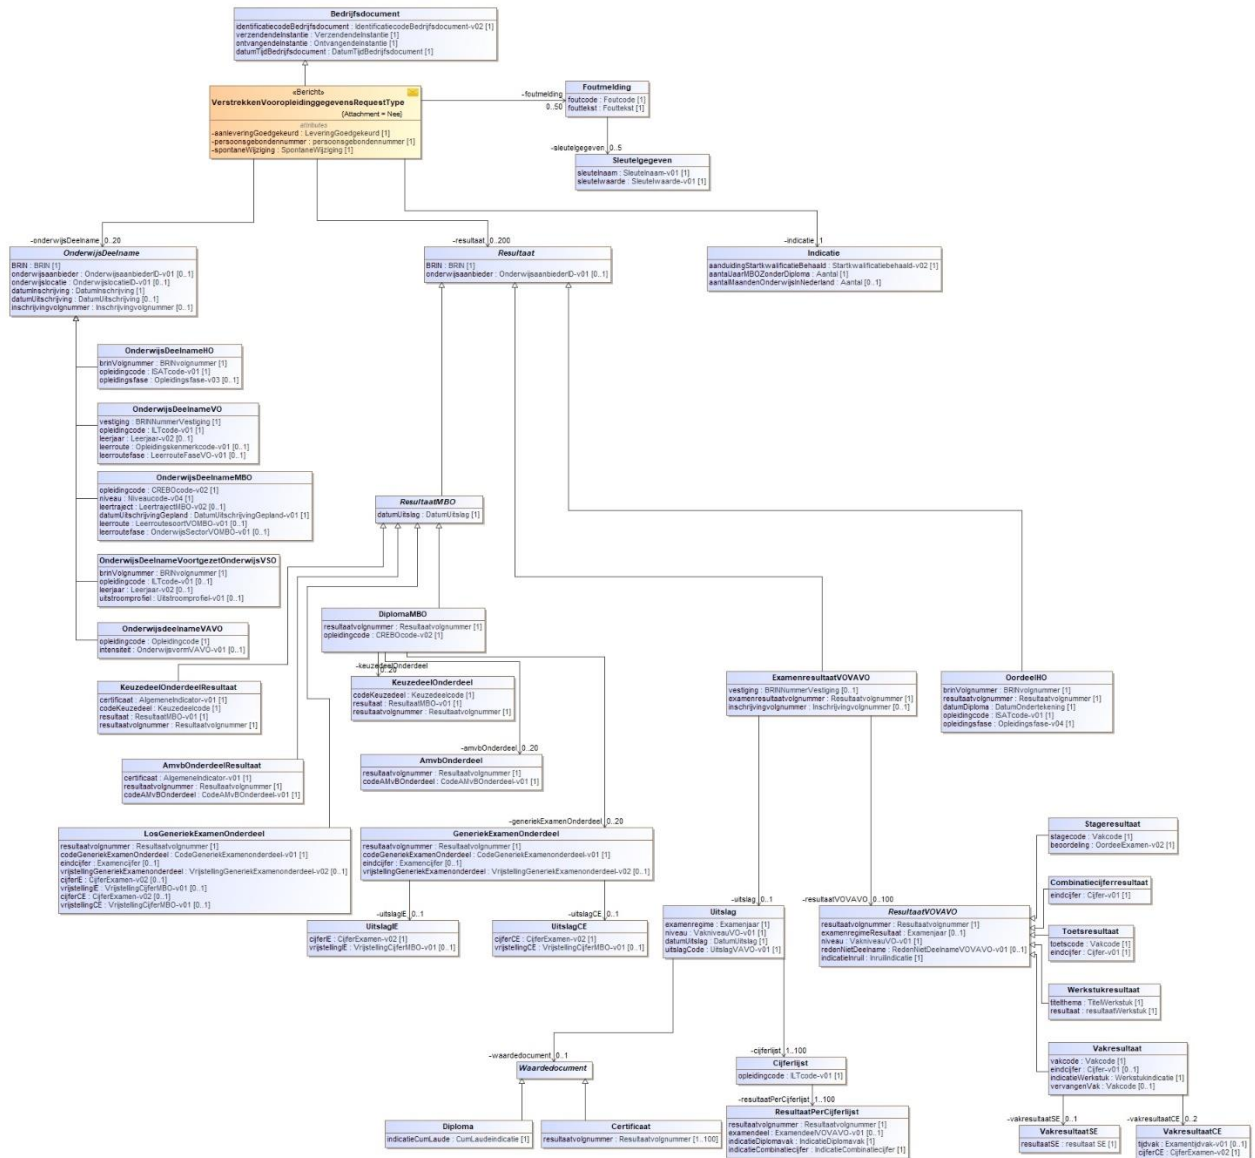 Bedrijfsdocument
identificatiecodeBedrijfsdocument : IdentificatiecodeBedrijfsdocument-v02 [1]
verzendendeInstantie : VerzendendeInstantie [1]
ontvangendeInstantie : OntvangendeInstantie [1]
datumTijdBedrijfsdocument : DatumTijdBedrijfsdocument [1]
«Bericht»
VerstrekkenVooropleidinggegevensRequestType
{Attachment = Nee}
attributes
-aanleveringGoedgekeurd : LeveringGoedgekeurd [1]
-persoonsgebondennummer : persoonsgebondennummer [1]
-spontaneWijziging : SpontaneWijziging [1]
-foutmelding
0..50
Foutmelding
foutcode : Foutcode [1]
fouttekst : Fouttekst [1]
-sleutelgegeven 0..5
Sleutelgegeven
sleutelnaam : Sleutelnaam-v01 [1]
sleutelwaarde : Sleutelwaarde-v01 [1]
-onderwijsDeelname 0..20
OnderwijsDeelname
BRIN : BRIN [1]
onderwijsaanbieder : OnderwijsaanbiederID-v01 [0..1]
onderwijslocatie : OnderwijslocatieID-v01 [0..1]
datumInschrijving : DatumInschrijving [1]
datumUitschrijving : DatumUitschrijving [0..1]
inschrijvingvolgnummer : Inschrijvingvolgnummer [0..1]
-resultaat 0..200
Resultaat
BRIN : BRIN [1]
onderwijsaanbieder : OnderwijsaanbiederID-v01 [0..1]
-indicatie 1
Indicatie
aanduidingStartkwalificatieBehaald : Startkwalificatiebehaald-v02 [1]
aantalJaarMBOZonderDiploma : Aantal [1]
aantalMaandenOnderwijsInNederland : Aantal [0..1]
OnderwijsDeelnameHO
brinVolgnummer : BRINvolgnummer [1]
opleidingcode : ISATcode-v01 [1]
opleidingsfase : Opleidingsfase-v03 [0..1]
OnderwijsDeelnameVO
vestiging : BRINNummerVestiging [1]
opleidingcode : ILTcode-v01 [1]
leerjaar : Leerjaar-v02 [0..1]
leerroute : Opleidingskenmerkcode-v01 [0..1]
leerroutefase : LeerrouteFaseVO-v01 [0..1]
OnderwijsDeelnameMBO
opleidingcode : CREBOcode-v02 [1]
niveau : Niveaucode-v04 [1]
leertraject : LeertrajectMBO-v02 [0..1]
datumUitschrijvingGepland : DatumUitschrijvingGepland-v01 [1]
leerroute : LeerroutesoortVOMBO-v01 [0..1]
leerroutefase : OnderwijsSectorVOMBO-v01 [0..1]
OnderwijsDeelnameVoortgezetOnderwijsVSO
brinVolgnummer : BRINvolgnummer [1]
opleidingcode : ILTcode-v01 [0..1]
leerjaar : Leerjaar-v02 [0..1]
uitstroomprofiel : Uitstroomprofiel-v01 [0..1]
OnderwijsdeelnameVAVO
opleidingcode : Opleidingcode [1]
intensiteit : OnderwijsvormVAVO-v01 [0..1]
ResultaatMBO
datumUitslag : DatumUitslag [1]
DiplomaMBO
resultaatvolgnummer : Resultaatvolgnummer [1]
opleidingcode : CREBOcode-v02 [1]
-keuzedeelOnderdeel
0..20
KeuzedeelOnderdeelResultaat
certificaat : AlgemeneIndicator-v01 [1]
codeKeuzedeel : Keuzedeelcode [1]
resultaat : ResultaatMBO-v01 [1]
resultaatvolgnummer : Resultaatvolgnummer [1]
KeuzedeelOnderdeel
codeKeuzedeel : Keuzedeelcode [1]
resultaat : ResultaatMBO-v01 [1]
resultaatvolgnummer : Resultaatvolgnummer [1]
ExamenresultaatVOVAVO
vestiging : BRINNummerVestiging [0..1]
examenresultaatvolgnummer : Resultaatvolgnummer [1]
inschrijvingvolgnummer : Inschrijvingvolgnummer [0..1]
OordeelHO
brinVolgnummer : BRINvolgnummer [1]
resultaatvolgnummer : Resultaatvolgnummer [1]
datumDiploma : DatumOndertekening [1]
opleidingcode : ISATcode-v01 [1]
opleidingsfase : Opleidingsfase-v04 [1]
-amvbOnderdeel 0..20
AmvbOnderdeelResultaat
certificaat : AlgemeneIndicator-v01 [1]
resultaatvolgnummer : Resultaatvolgnummer [1]
codeAMvBOnderdeel : CodeAMvBOnderdeel-v01 [1]
AmvbOnderdeel
resultaatvolgnummer : Resultaatvolgnummer [1]
codeAMvBOnderdeel : CodeAMvBOnderdeel-v01 [1]
-generiekExamenOnderdeel 0..20
LosGeneriekExamenOnderdeel
resultaatvolgnummer : Resultaatvolgnummer [1]
codeGeneriekExamenOnderdeel : CodeGeneriekExamenonderdeel-v01 [1]
eindcijfer : Examencijfer [0..1]
vrijstellingGeneriekExamenonderdeel : VrijstellingGeneriekExamenonderdeel-v02 [0..1]
cijferIE : CijferExamen-v02 [0..1]
vrijstellingIE : VrijstellingCijferMBO-v01 [0..1]
cijferCE : CijferExamen-v02 [0..1]
vrijstellingCE : VrijstellingCijferMBO-v01 [0..1]
GeneriekExamenOnderdeel
resultaatvolgnummer : Resultaatvolgnummer [1]
codeGeneriekExamenOnderdeel : CodeGeneriekExamenonderdeel-v01 [1]
eindcijfer : Examencijfer [0..1]
vrijstellingGeneriekExamenonderdeel : VrijstellingGeneriekExamenonderdeel-v02 [0..1]
-uitslagIE 0..1
UitslagIE
cijferIE : CijferExamen-v02 [1]
vrijstellingIE : VrijstellingCijferMBO-v01 [0..1]
-uitslagCE 0..1
UitslagCE
cijferCE : CijferExamen-v02 [1]
vrijstellingCE : VrijstellingCijferMBO-v01 [0..1]
-uitslag 0..1
Uitslag
examenregime : Examenjaar [1]
niveau : VakniveauVO-v01 [1]
datumUitslag : DatumUitslag [1]
uitslagCode : UitslagVAVO-v01 [1]
-resultaatVOVAVO 0..100
ResultaatVOVAVO
resultaatvolgnummer : Resultaatvolgnummer [1]
examenregimeResultaat : Examenjaar [0..1]
niveau : VakniveauVO-v01 [1]
redenNietDeelname : RedenNietDeelnameVOVAVO-v01 [0..1]
indicatieInruil : Inruilindicatie [1]
Stageresultaat
stagecode : Vakcode [1]
beoordeling : OordeelExamen-v02 [1]
Combinatiecijferresultaat
eindcijfer : Cijfer-v01 [1]
Toetsresultaat
toetscode : Vakcode [1]
eindcijfer : Cijfer-v01 [1]
Werkstukresultaat
titelthema : TitelWerkstuk [1]
resultaat : resultaatWerkstuk [1]
Vakresultaat
vakcode : Vakcode [1]
eindcijfer : Cijfer-v01 [0..1]
indicatieWerkstuk : Werkstukindicatie [1]
vervangenVak : Vakcode [0..1]
-vakresultaatSE 0..1
VakresultaatSE
resultaatSE : resultaat SE [1]
-vakresultaatCE 0..2
VakresultaatCE
tijdvak : Examentijdvak-v01 [0..1]
cijferCE : CijferExamen-v02 [1]
-waardedocument 0..1
Waardedocument
-cijferlijst 1..100
Cijferlijst
opleidingcode : ILTcode-v01 [1]
-resultaatPerCijferlijst 1..100
ResultaatPerCijferlijst
resultaatvolgnummer : Resultaatvolgnummer [1]
examendeel : ExamendeelVOVAVO-v01 [0..1]
indicatieDiplomavak : IndicatieDiplomavak [1]
indicatieCombinatiecijfer : IndicatieCombinatiecijfer [1]
Diploma
indicatieCumLaude : CumLaudeindicatie [1]
Certificaat
resultaatvolgnummer : Resultaatvolgnummer [1..100]